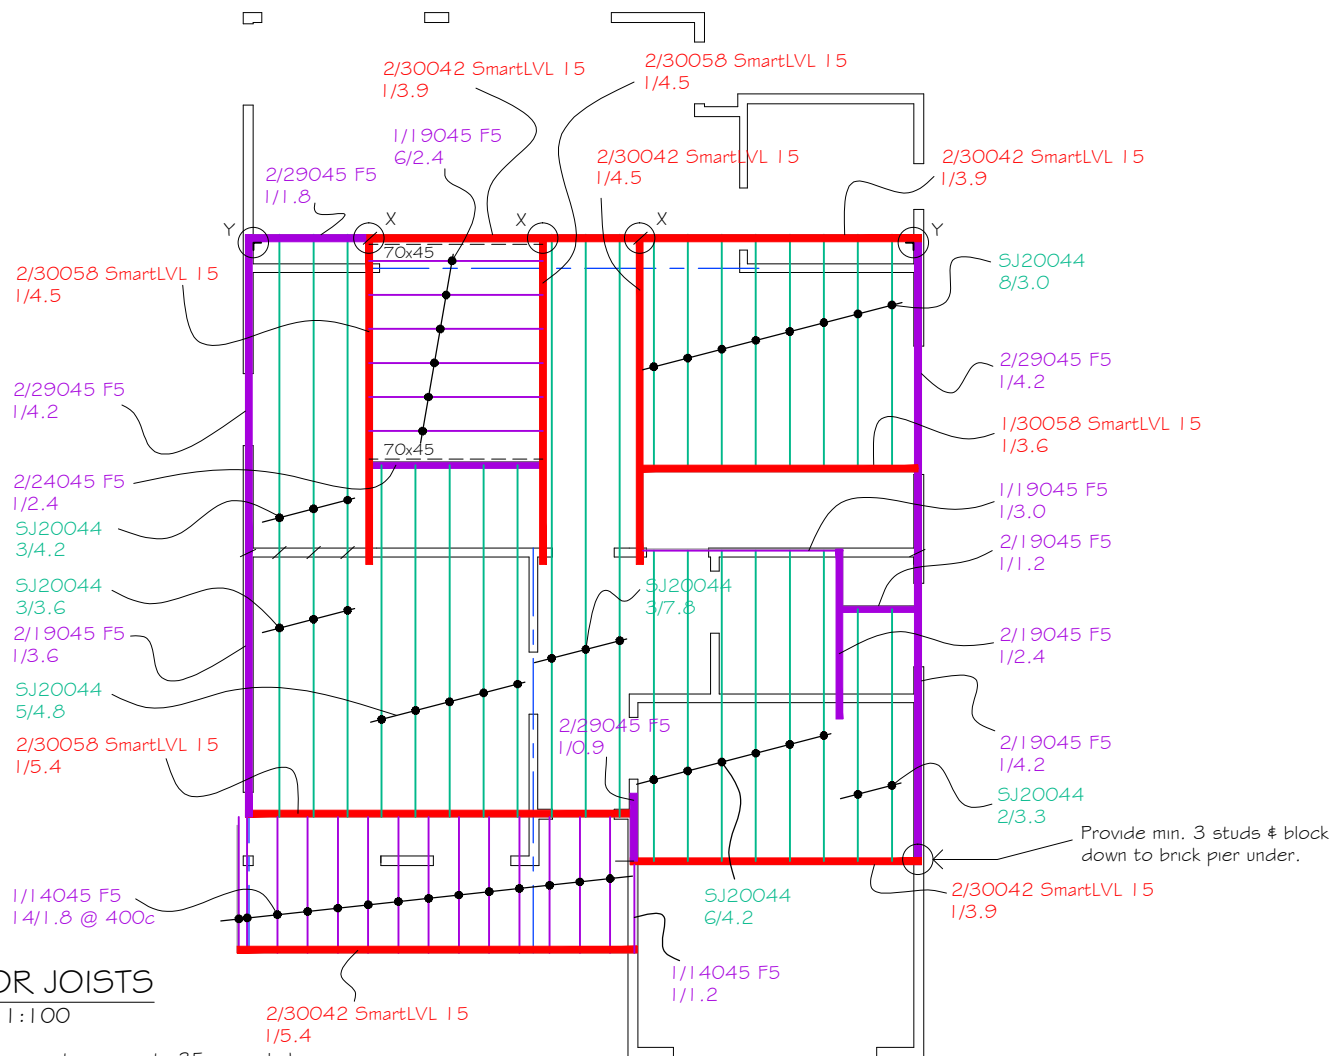 2/30042 SmartLVL 15
1/3.9
2/30058 SmartLVL 15
1/4.5
1/19045 F5
6/2.4
2/29045 F5
1/1.8
2/30042 SmartLVL 15
1/4.5
2/30042 SmartLVL 15
1/3.9
Y
X
X
X
Y
70x45
2/30058 SmartLVL 15
1/4.5
SJ20044
8/3.0
2/29045 F5
1/4.2
2/29045 F5
1/4.2
1/30058 SmartLVL 15
1/3.6
70x45
2/24045 F5
1/2.4
1/19045 F5
1/3.0
SJ20044
3/4.2
2/19045 F5
1/1.2
SJ20044
3/3.6
SJ20044
3/7.8
2/19045 F5
1/3.6
2/19045 F5
1/2.4
SJ20044
5/4.8
2/29045 F5
1/0.9
2/30058 SmartLVL 15
1/5.4
2/19045 F5
1/4.2
SJ20044
2/3.3
Provide min. 3 studs & block
down to brick pier under.
1/14045 F5
14/1.8 @ 400c
SJ20044
6/4.2
2/30042 SmartLVL 15
1/3.9
1/14045 F5
1/1.2
OR JOISTS
1:100
2/30042 SmartLVL 15
1/5.4